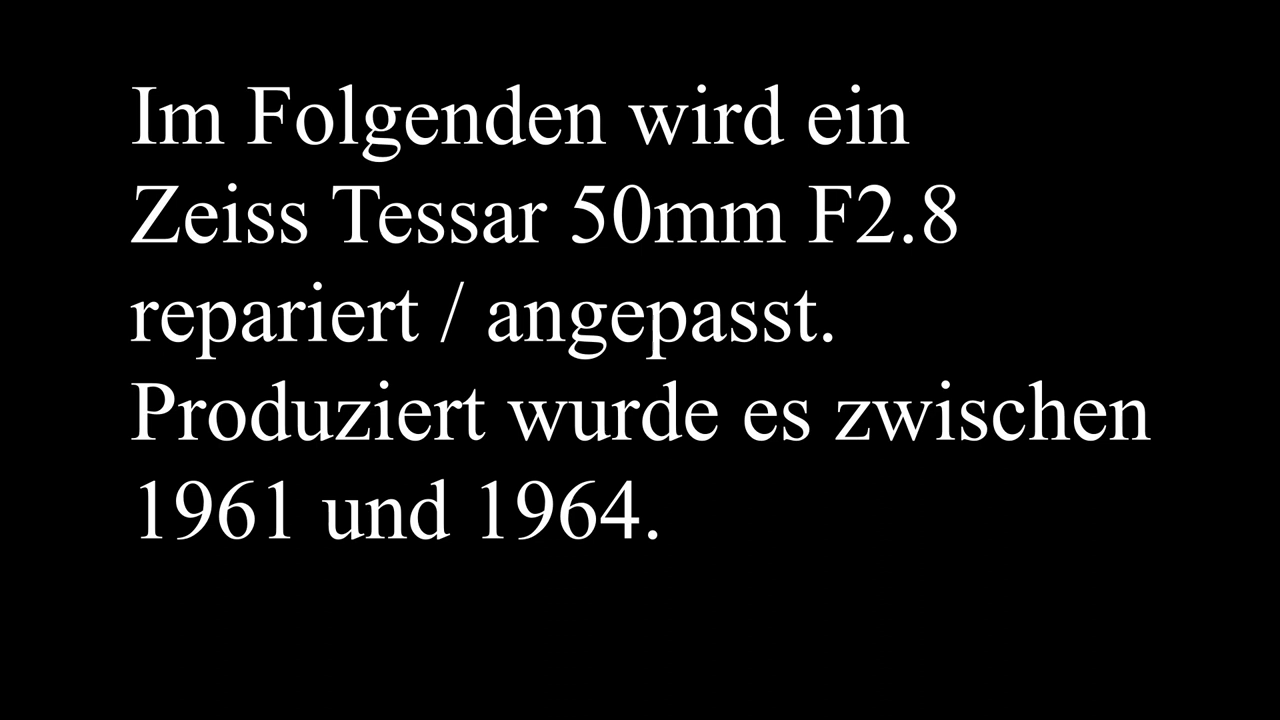 Im Folgenden wird ein
Zeiss Tessar 50mm F2.8
repariert / angepasst.
Produziert wurde es zwischen
1961 und 1964.